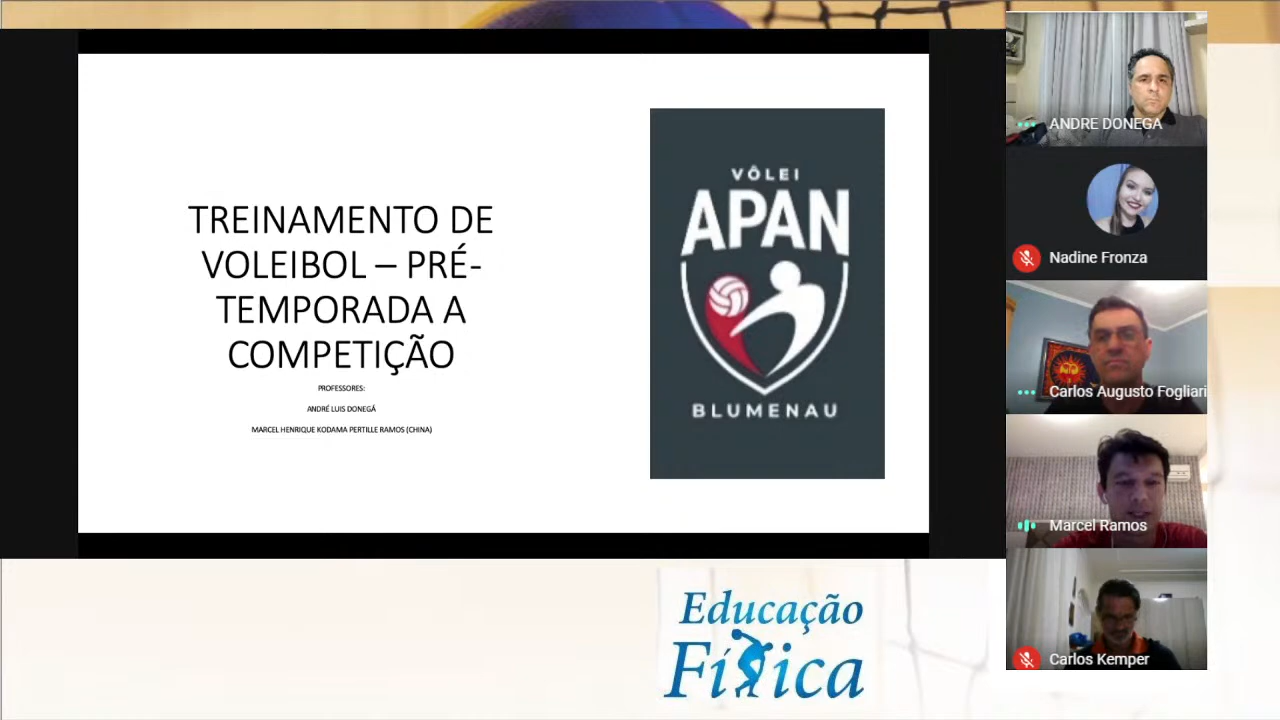 TREINAMENTO DE
VOLEIBOL – PRÉ-
TEMPORADA A
COMPETIÇÃO
PROFESSORES:
ANDRÉ LUIS DONEGÁ
MARCEL HENRIQUE KODAMA PERTILLE RAMOS (CHINA)
VÔLEI
APAN
BLUMENAU
ANDRE DONEGA
Nadine Fronza
Carlos Augusto Fogliari
Marcel Ramos
Carlos Kemper
Educação
Física